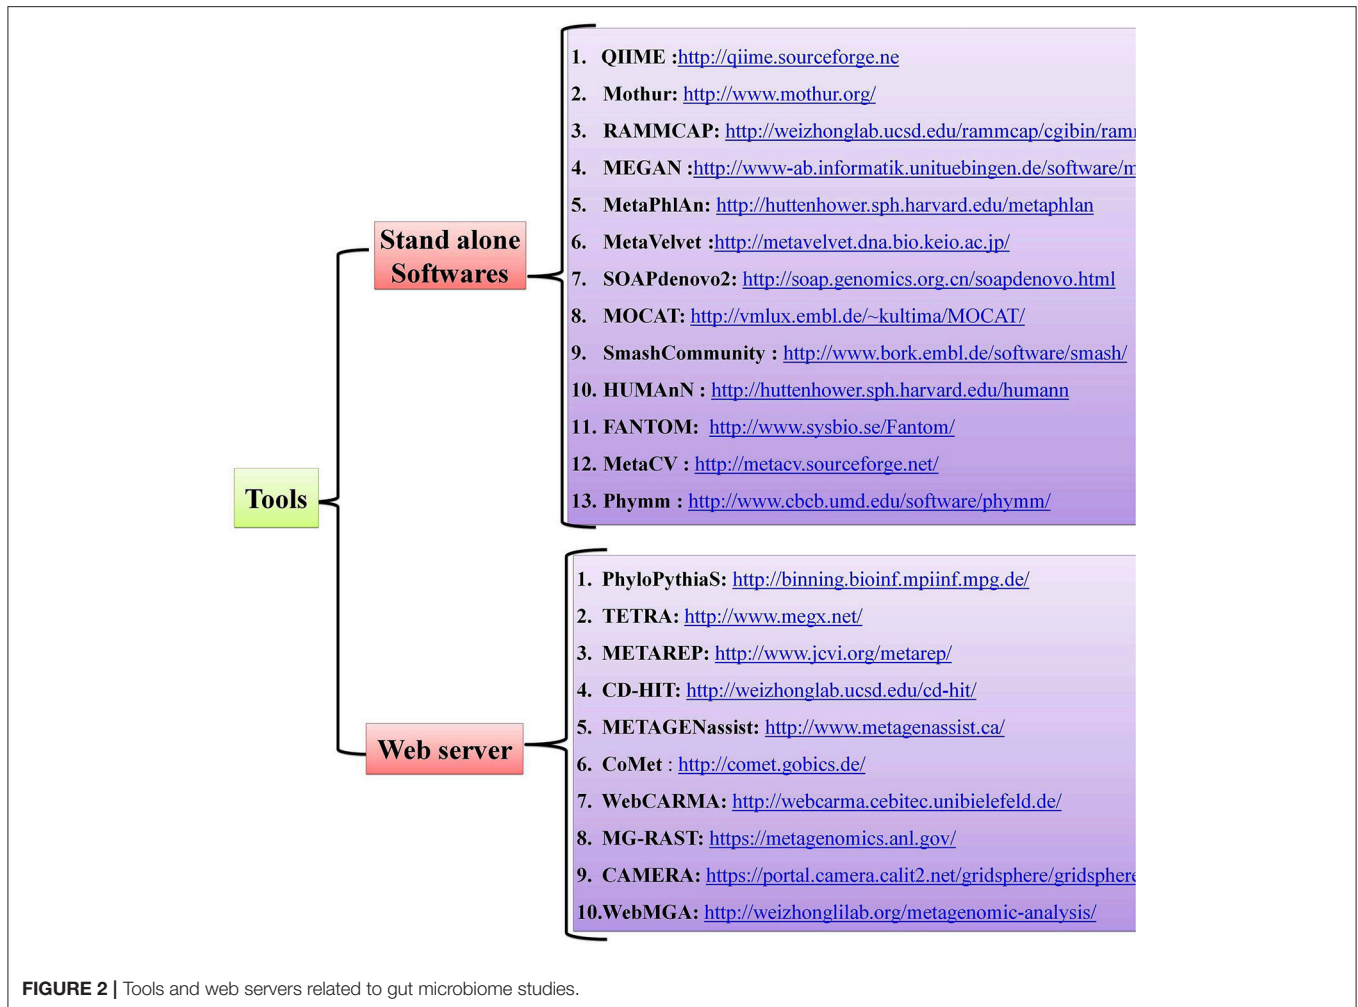 1. QIIME :http://qiime.sourceforge.ne
2. Mothur: http://www.mothur.org/
3. RAMMCAP: http://weizhonglab.ucsd.edu/rammcap/cgibin/ram
4. MEGAN :http://www-ab.informatik.unituebingen.de/software/m
5. MetaPhlAn: http://huttenhower.sph.harvard.edu/metaphlan
Stand alone
Softwares
6. MetaVelvet :http://metavelvet.dna.bio.keio.ac.jp/
7. SOAPdenovo2: http://soap.genomics.org.cn/soapdenovo.html
8. MOCAT: http://vmlux.embl.de/~kultima/MOCAT/
9. SmashCommunity : http://www.bork.embl.de/software/smash/
10. HUMAnN : http://huttenhower.sph.harvard.edu/humann
11. FANTOM: http://www.sysbio.se/Fantom/
12. MetaCV : http://metacv.sourceforge.net/
13. Phymm : http://www.cbcb.umd.edu/software/phymm/
Tools
1. PhyloPythiaS: http://binning.bioinf.mpiinf.mpg.de/
2. TETRA: http://www.megx.net/
3. METAREP: http://www.jcvi.org/metarep/
4. CD-HIT: http://weizhonglab.ucsd.edu/cd-hit/
5. METAGENassist: http://www.metagenassist.ca/
Web server
6. CoMet : http://comet.gobics.de/
7. WebCARMA: http://webcarma.cebitec.unibielefeld.de/
8. MG-RAST: https://metagenomics.anl.gov/
9. CAMERA: https://portal.camera.calit2.net/gridsphere/gridsphere
10.WebMGA: http://weizhonglilab.org/metagenomic-analysis/
FIGURE 2 | Tools and web servers related to gut microbiome studies.